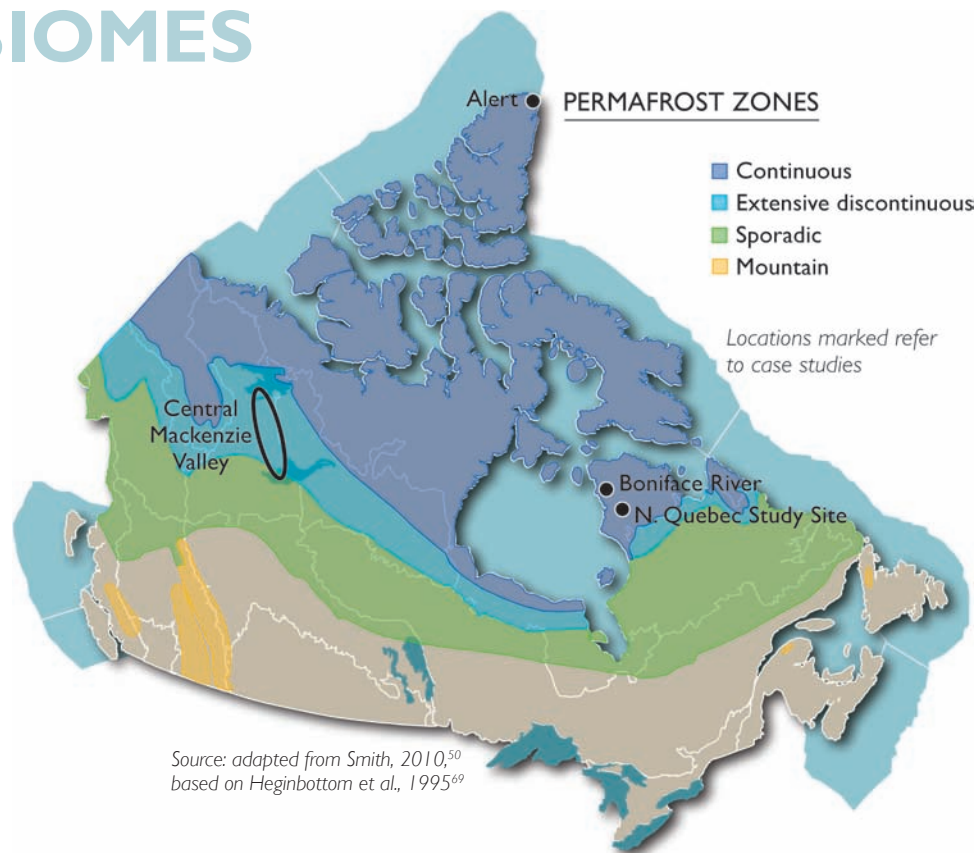 BIOMES
Alert
PERMAFROST ZONES
Continuous
Extensive discontinuous
Sporadic
Mountain
Locations marked refer
to case studies
Central
Mackenzie
Valley
Boniface River
N. Quebec Study Site
Source: adapted from Smith, 2010,50
based on Heginbottom et al., 199569